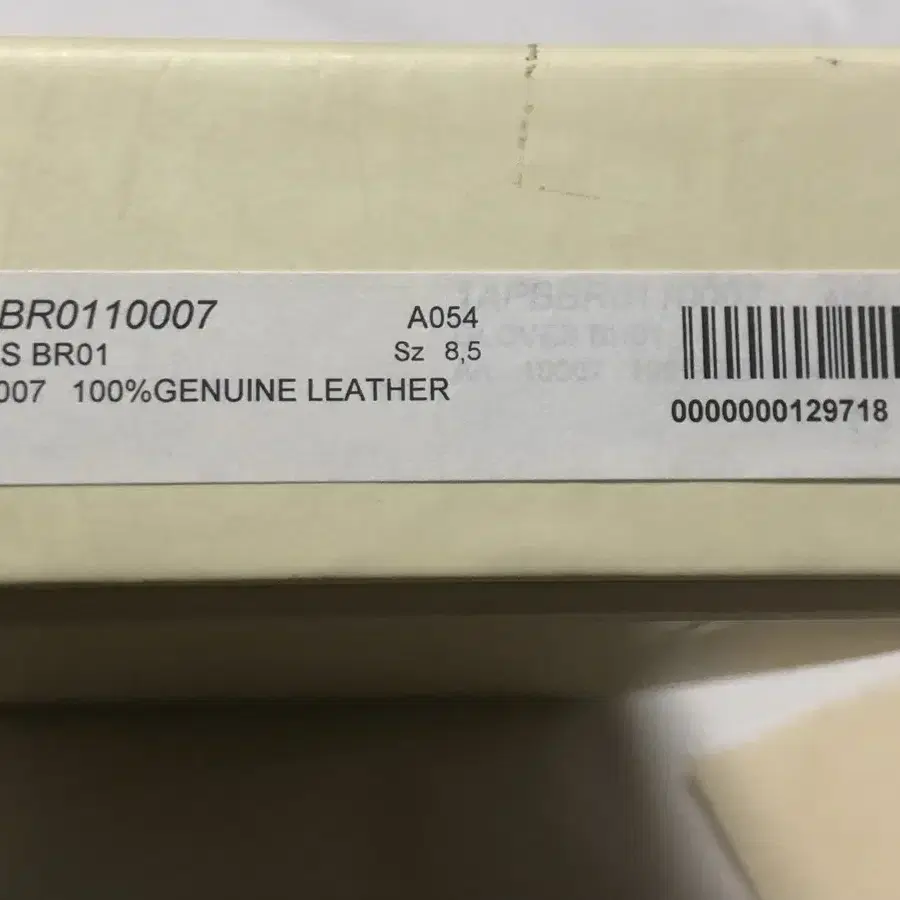 BR0110007 A054
S BR01 Sz 8,5
007 100%GENUINE LEATHER
0000000129718